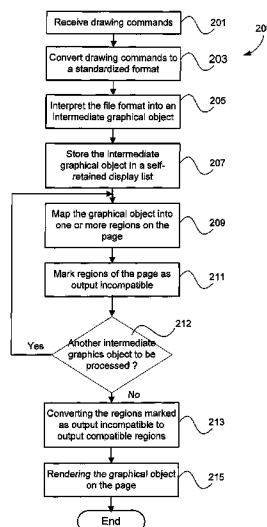 Receive drawing commands
201
20
Convert drawing commands to
a standardized format
203
Interpret the file format into an
Intermediate graphical object
205
Store the intermediate
graphical object in a self-
retained display list
207
Map the graphical object into
one or more regions on the
page
209
Mark regions of the page as
output incompatible
211
212
Another intermediate
graphics object to be
processed ?
Yes
No
Converting the regions marked
as output incompatible to
output compatible regions
213
Rendering the graphical object
on the page
215
End